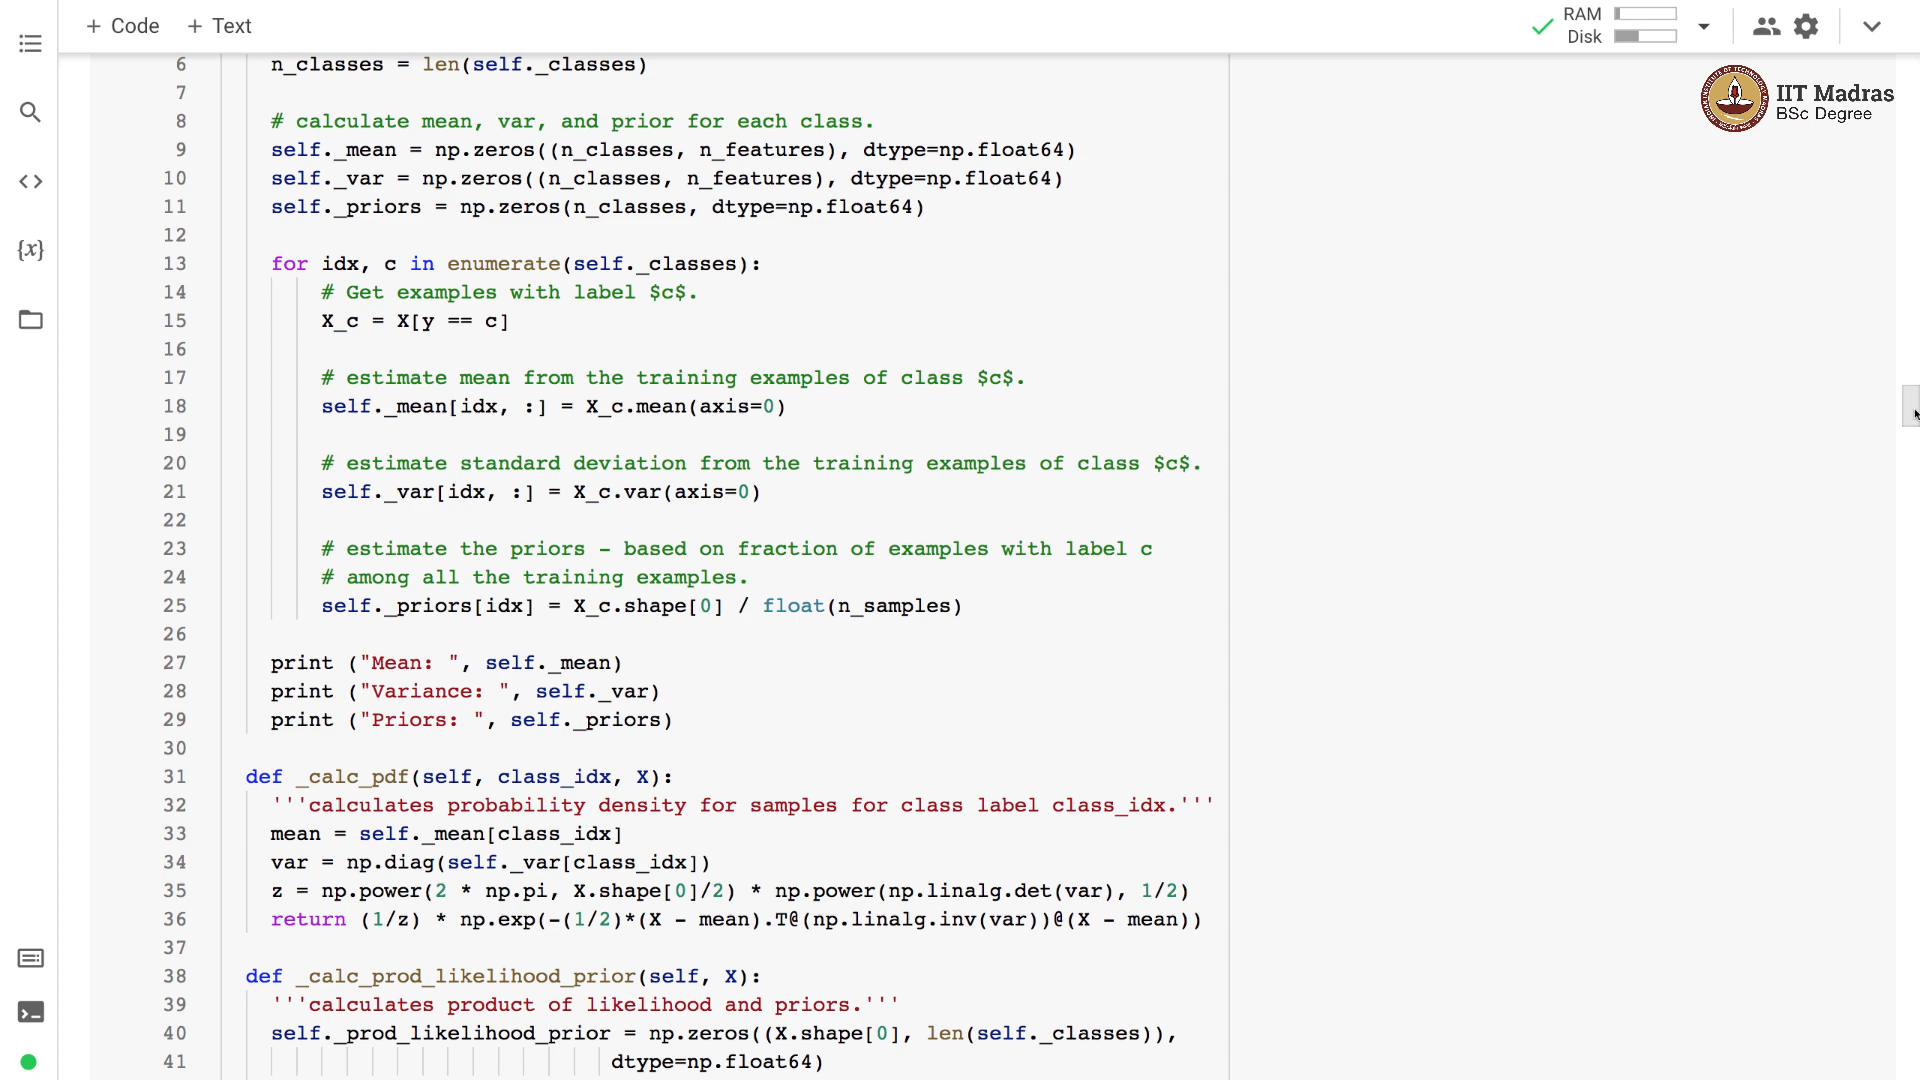 + Code + Text
RAM
Disk
IIT Madras
BSc Degree
6 n_classes = len(self._classes)
7
8 # calculate mean, var, and prior for each class.
9 self._mean = np.zeros((n_classes, n_features), dtype=np.float64)
10 self._var = np.zeros((n_classes, n_features), dtype=np.float64)
11 self._priors = np.zeros(n_classes, dtype=np.float64)
12
13 for idx, c in enumerate(self._classes):
14 # Get examples with label $c$.
15 X_c = X[y == c]
16
17 # estimate mean from the training examples of class $c$.
18 self._mean[idx, :] = X_c.mean(axis=0)
19
20 # estimate standard deviation from the training examples of class $c$.
21 self._var[idx, :] = X_c.var(axis=0)
22
23 # estimate the priors - based on fraction of examples with label c
24 # among all the training examples.
25 self._priors[idx] = X_c.shape[0] / float(n_samples)
26
27 print ("Mean: ", self._mean)
28 print ("Variance: ", self._var)
29 print ("Priors: ", self._priors)
30
31 def _calc_pdf(self, class_idx, X):
32 '''calculates probability density for samples for class label class_idx.'''
33 mean = self._mean[class_idx]
34 var = np.diag(self._var[class_idx])
35 z = np.power(2 * np.pi, X.shape[0]/2) * np.power(np.linalg.det(var), 1/2)
36 return (1/z) * np.exp(-(1/2)*(X - mean).T@(np.linalg.inv(var))@(X - mean))
37
38 def _calc_prod_likelihood_prior(self, X):
39 '''calculates product of likelihood and priors.'''
40 self._prod_likelihood_prior = np.zeros((X.shape[0], len(self._classes)),
41 dtype=np.float64)
{x}